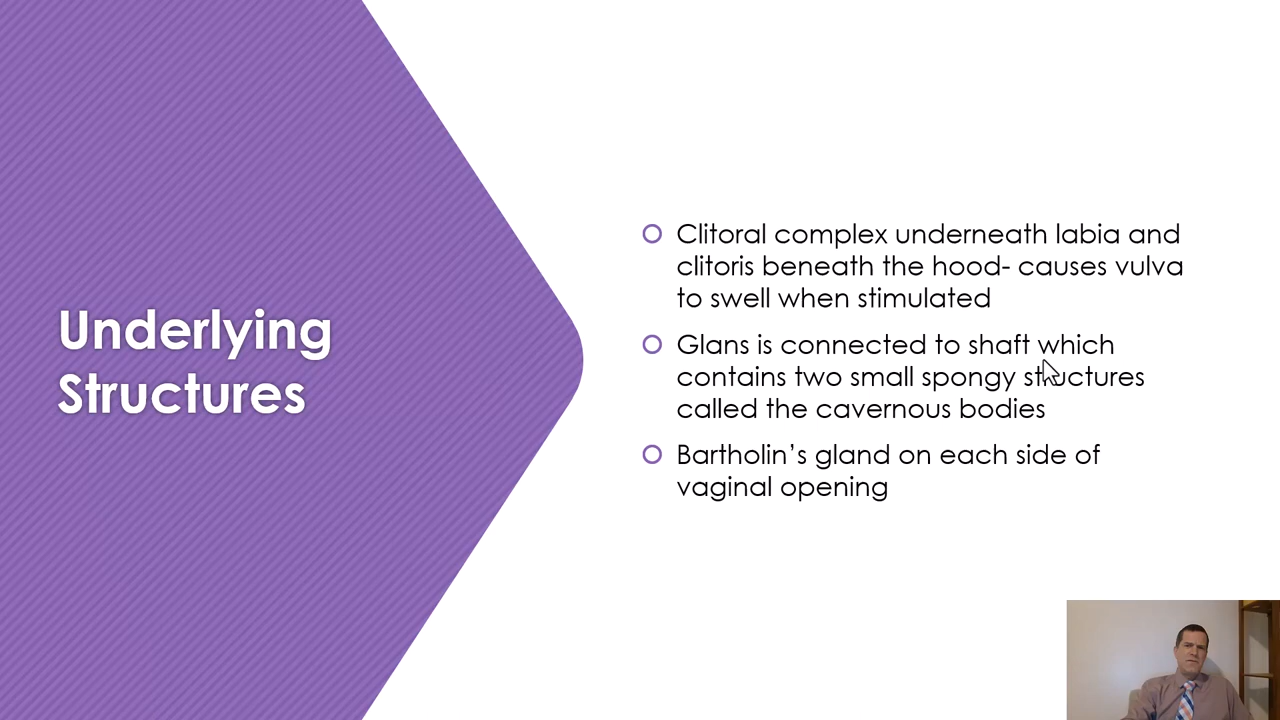 Underlying
Structures
Clitoral complex underneath labia and
clitoris beneath the hood- causes vulva
to swell when stimulated
Glans is connected to shaft which
contains two small spongy structures
called the cavernous bodies
Bartholin’s gland on each side of
vaginal opening